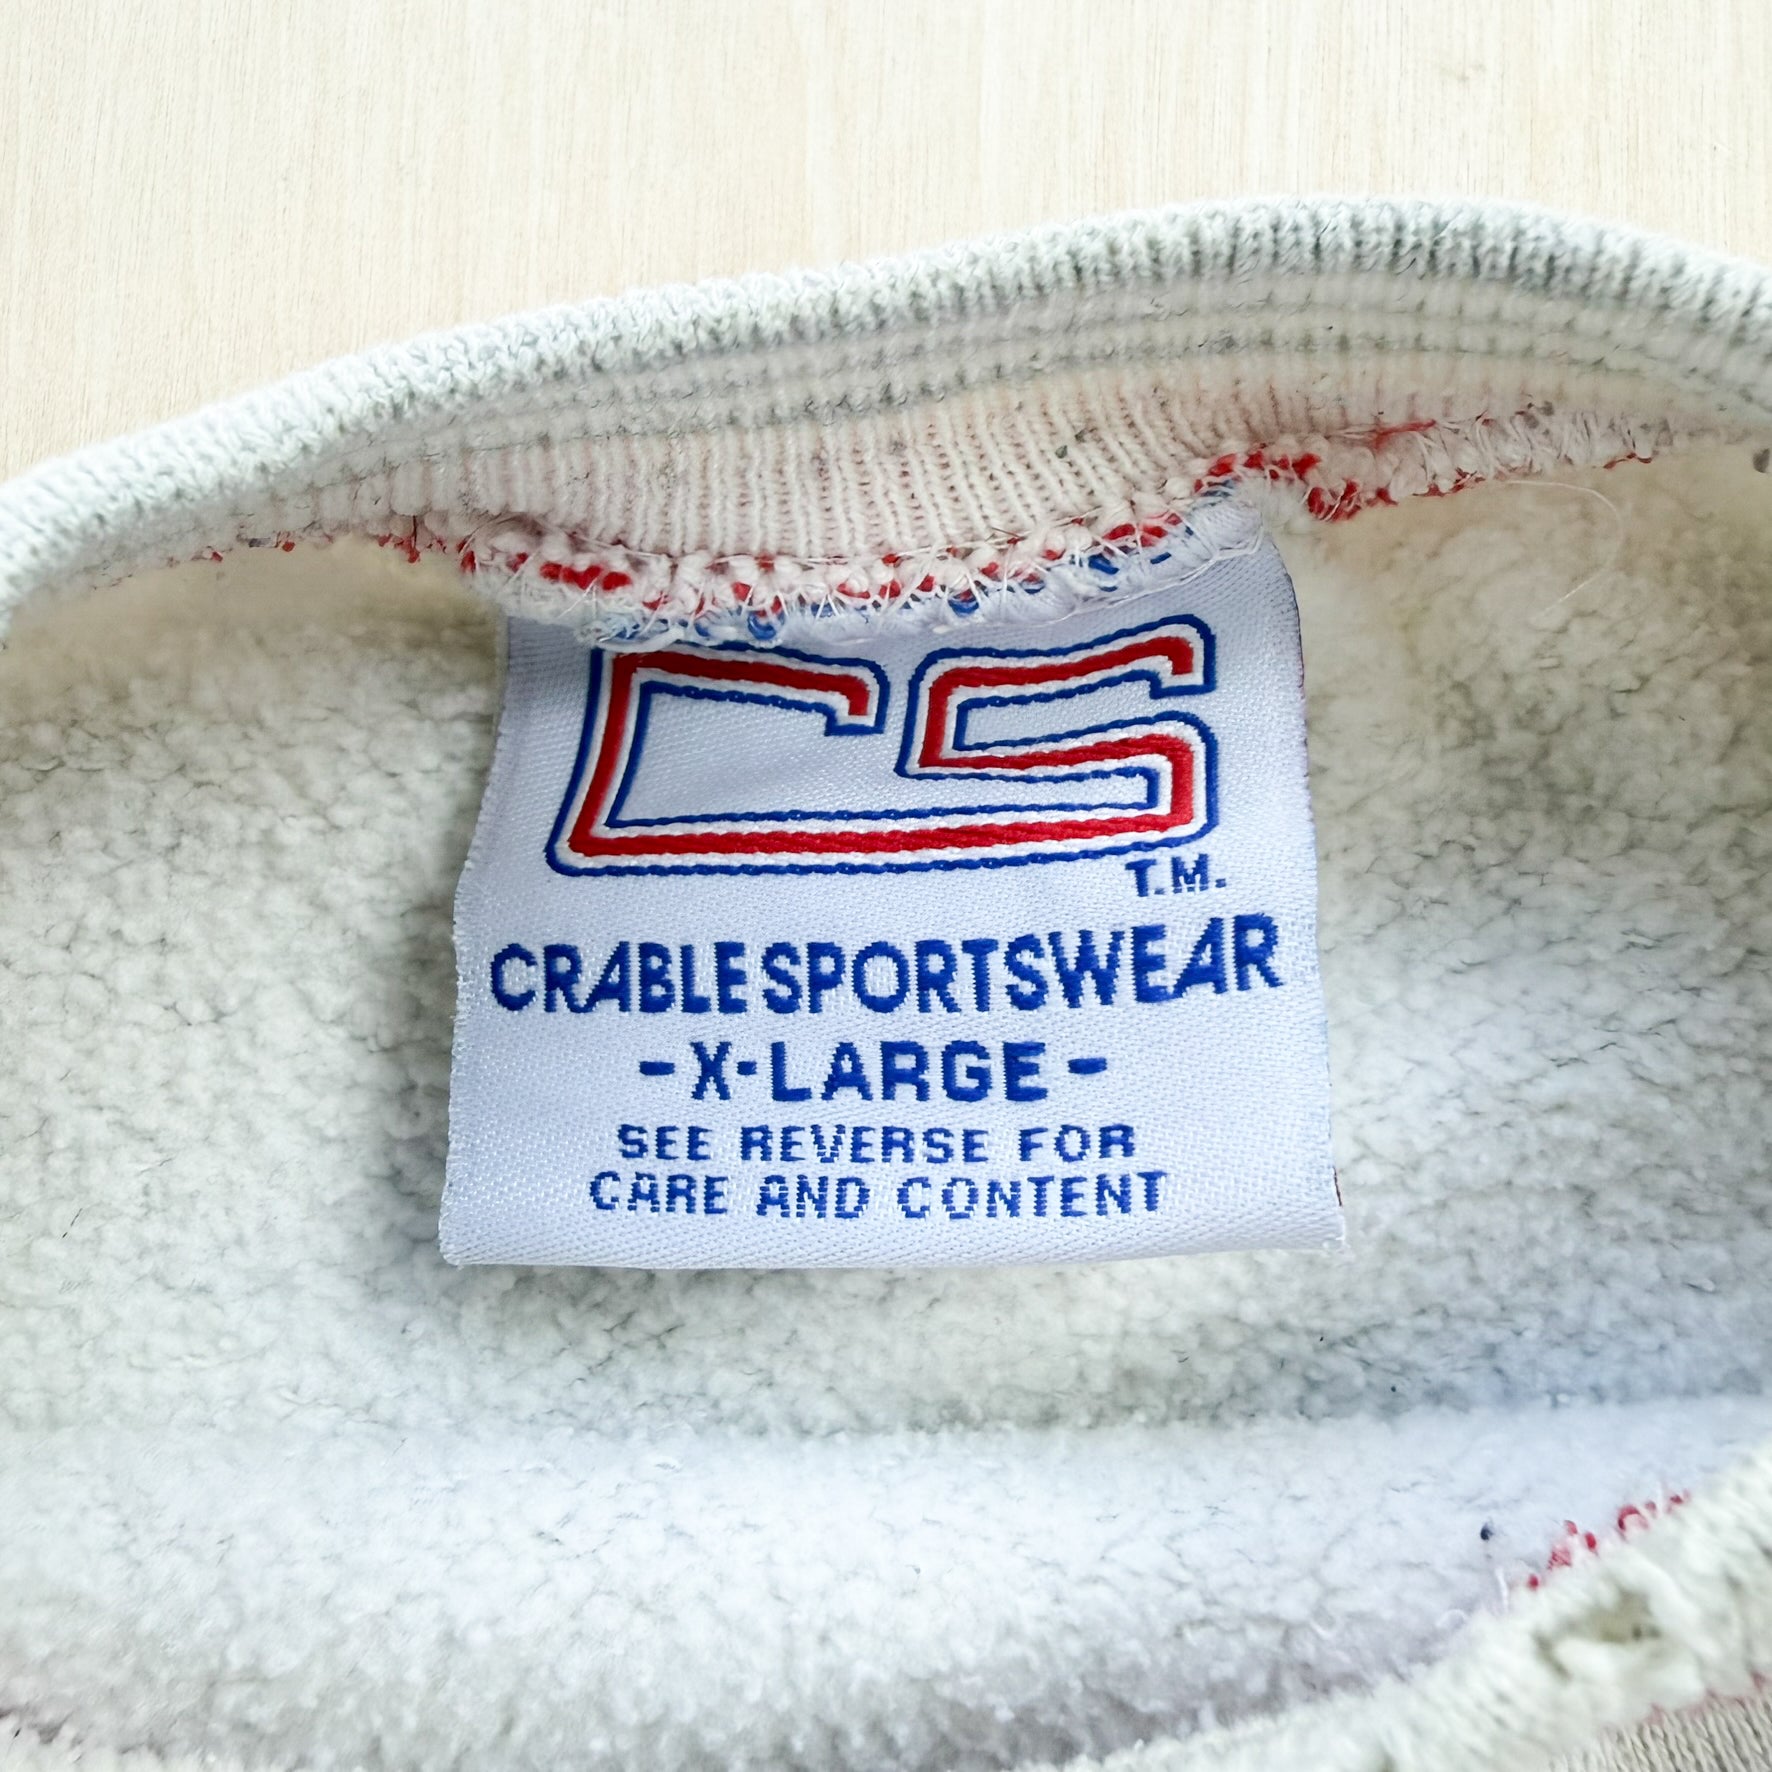 CS
T.M.
CRABLE SPORTSWEAR
- X-LARGE -
SEE REVERSE FOR
CARE AND CONTENT